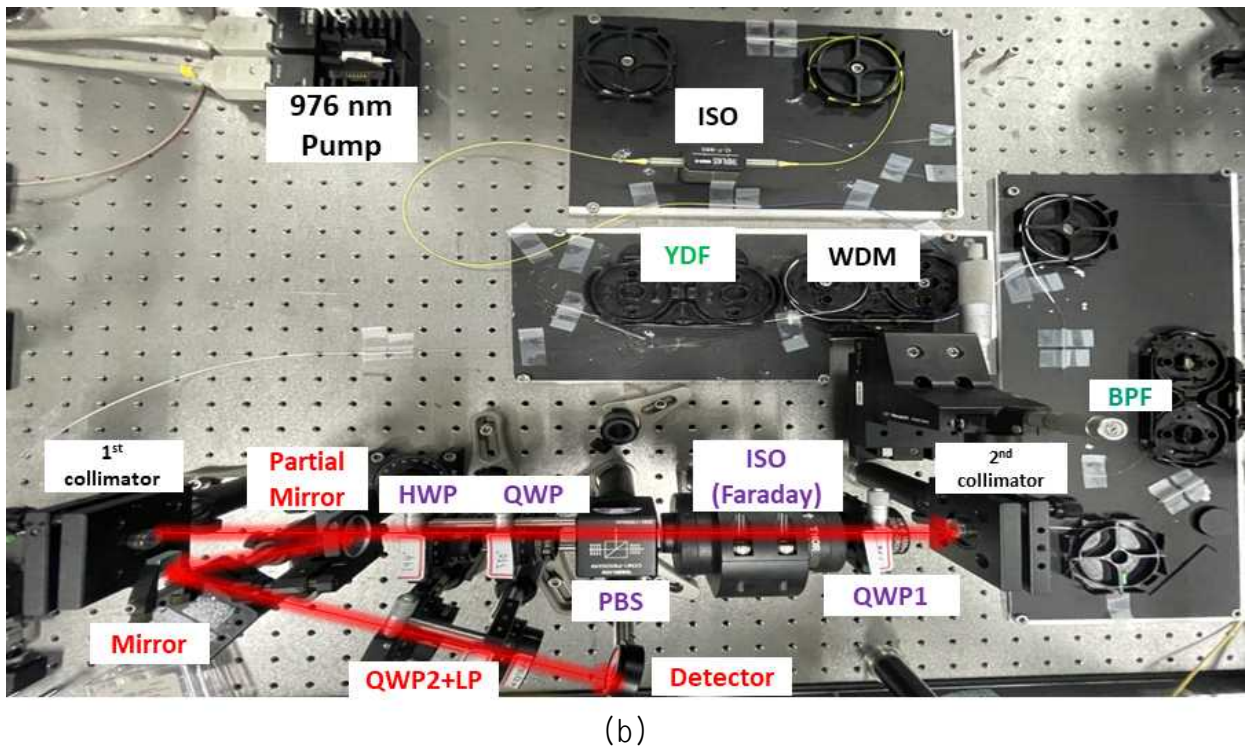 976 nm
Pump
ISO
YDF
WDM
BPF
1st
collimator
Partial
Mirror
HWP
QWP
ISO
(Faraday)
2nd
collimator
PBS
QWP1
Mirror
QWP2+LP
Detector
(b)